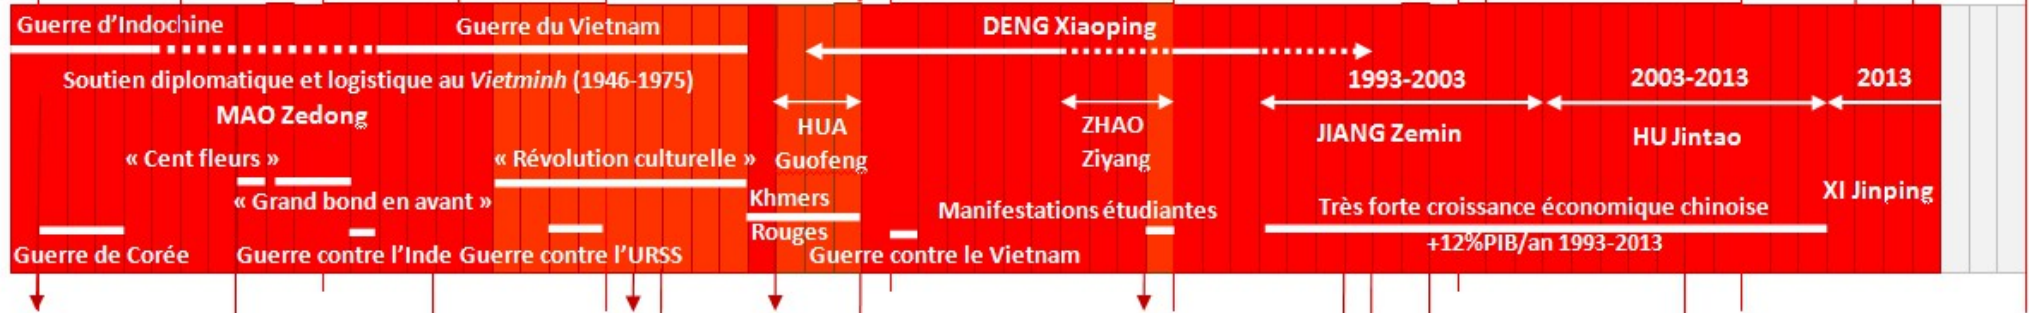 Guerre d'Indochine
Guerre du Vietnam
DENG Xiaoping
Soutien diplomatique et logistique au Vietminh (1946-1975)
1993-2003
2003-2013
2013
MAO Zedong
HUA
Guofeng
ZHAO
Ziyang
JIANG Zemin
HU Jintao
« Cent fleurs »
« Révolution culturelle »
XI Jinping
« Grand bond en avant »
Khmers
Rouges
Manifestations étudiantes
Très forte croissance économique chinoise
+12%PIB/an 1993-2013
Guerre de Corée
Guerre contre l'Inde
Guerre contre l'URSS
Guerre contre le Vietnam